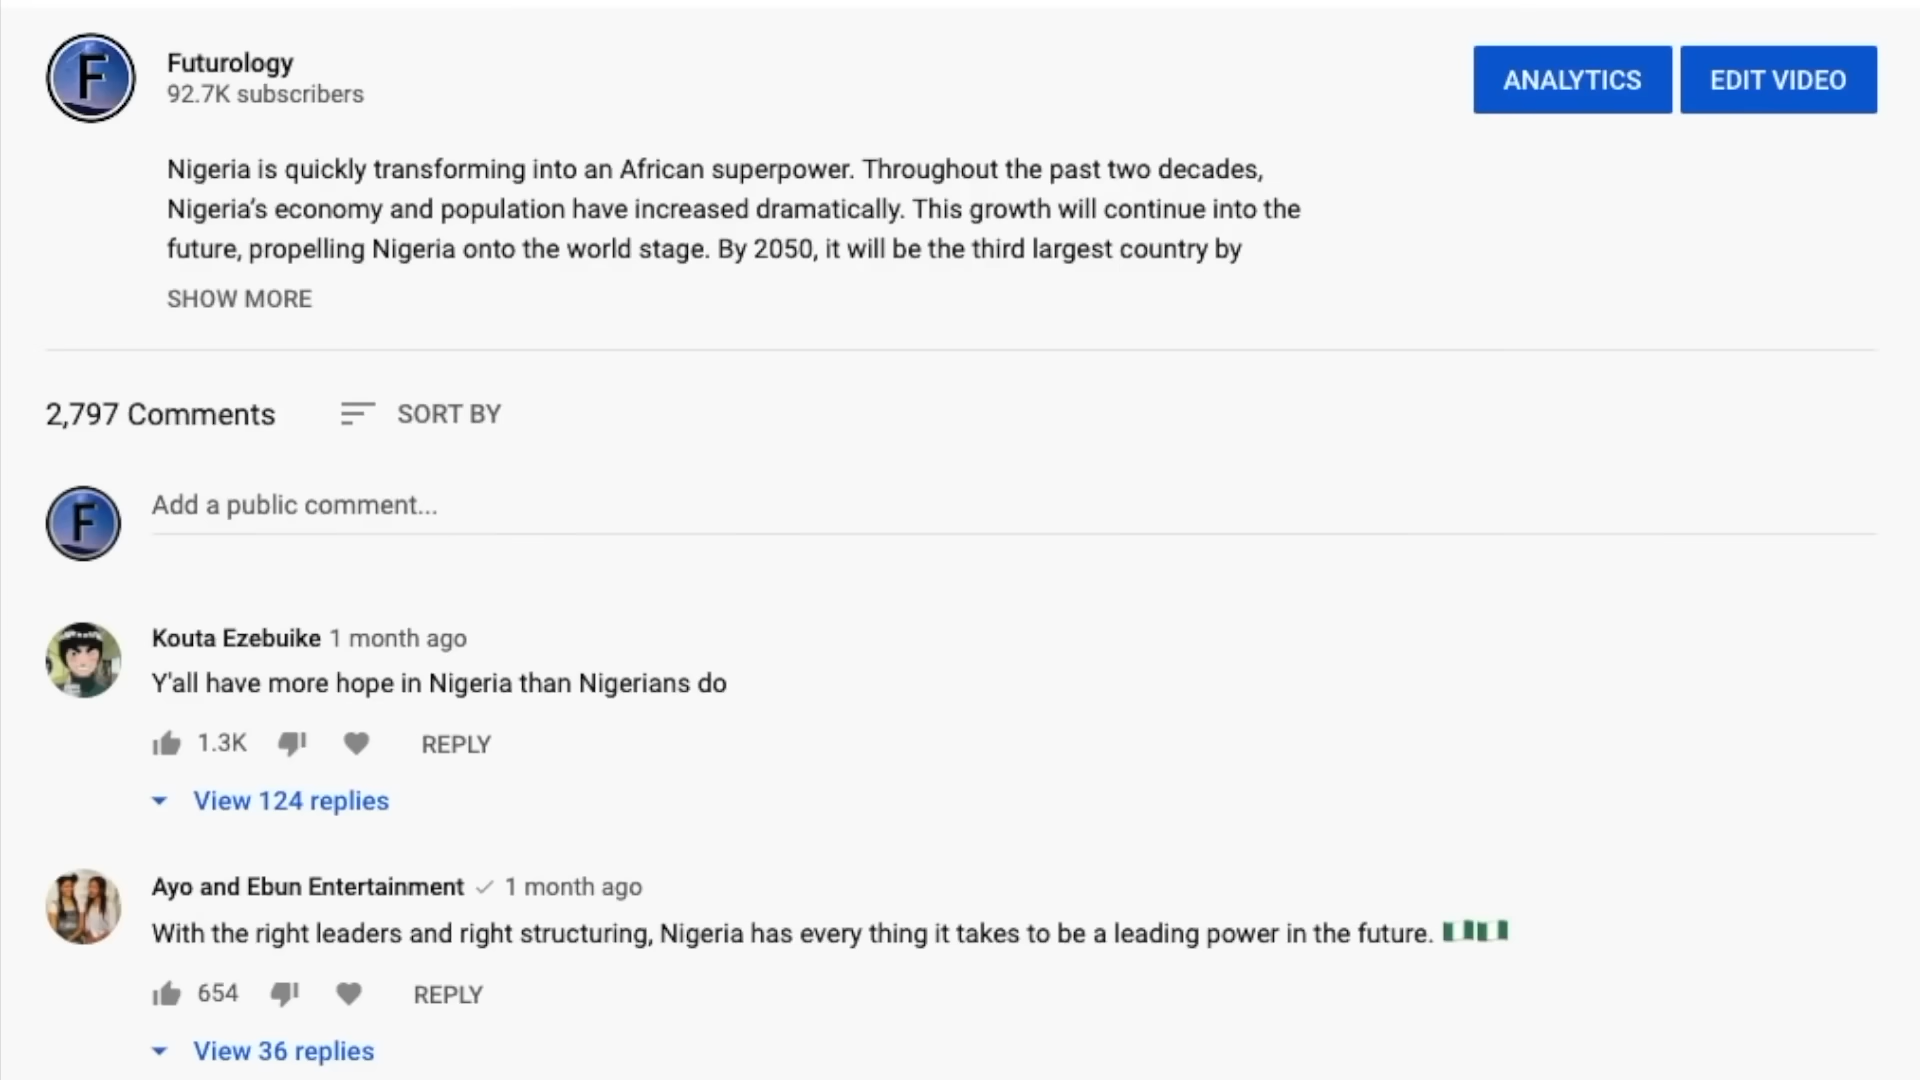 F
Futurology
92.7K subscribers
ANALYTICS
EDIT VIDEO
Nigeria is quickly transforming into an African superpower. Throughout the past two decades,
Nigeria's economy and population have increased dramatically. This growth will continue into the
future, propelling Nigeria onto the world stage. By 2050, it will be the third largest country by
SHOW MORE
2,797 Comments
SORT BY
F
Add a public comment...
Kouta Ezebuike 1 month ago
Y'all have more hope in Nigeria than Nigerians do
1.3K
REPLY
View 124 replies
Ayo and Ebun Entertainment 1 month ago
With the right leaders and right structuring, Nigeria has every thing it takes to be a leading power in the future. 🇳🇬🇳🇬
654
REPLY
View 36 replies